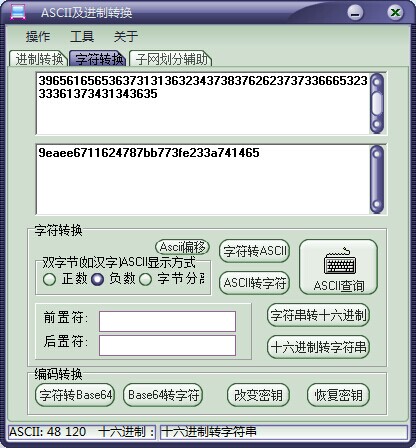 ASCII及进制转换
操作 工具 关于
进制转换 字符转换 子网划分辅助
39656165653637313136323437383762623737336665323
33361373431343635
9eaee6711624787bb773fe233a741465
字符转换
Ascii偏移
字符转ASCII
双字节(如汉字)ASCII显示方式
正数 负数 字节分离
ASCII转字符
ASCII查询
前置符:
字符串转十六进制
后置符:
十六进制转字符串
编码转换
字符转Base64 Base64转字符 改变密钥 恢复密钥
ASCII: 48 120 十六进制: 十六进制转字符串